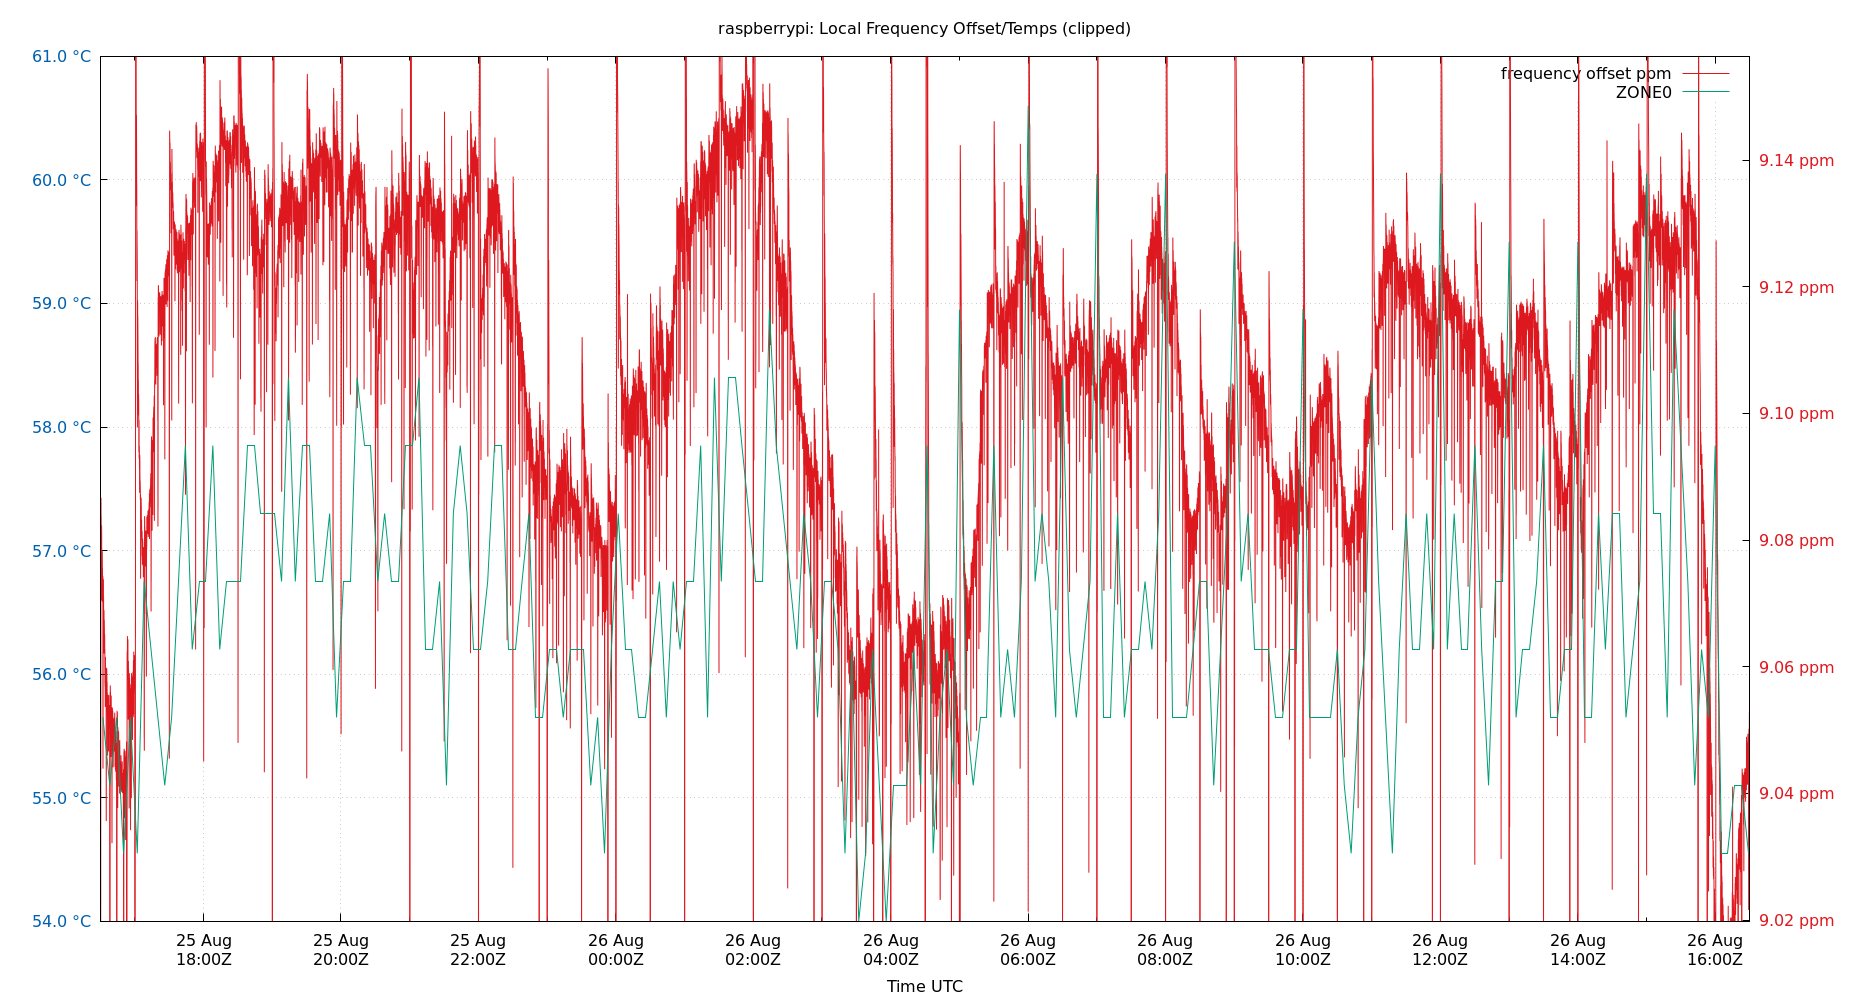 raspberrypi: Local Frequency Offset/Temps (clipped)
frequency offset ppm
ZONE0
61.0 °C
60.0 °C
59.0 °C
58.0 °C
57.0 °C
56.0 °C
55.0 °C
54.0 °C
9.14 ppm
9.12 ppm
9.10 ppm
9.08 ppm
9.06 ppm
9.04 ppm
9.02 ppm
25 Aug
18:00Z
25 Aug
20:00Z
25 Aug
22:00Z
26 Aug
00:00Z
26 Aug
02:00Z
26 Aug
04:00Z
26 Aug
06:00Z
26 Aug
08:00Z
26 Aug
10:00Z
26 Aug
12:00Z
26 Aug
14:00Z
26 Aug
16:00Z
Time UTC